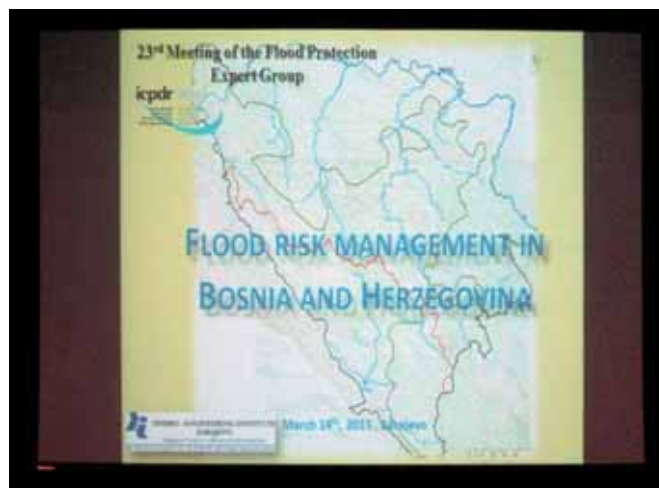 23rd Meeting of the Flood Protection
Expert Group
icpdr
FLOOD RISK MANAGEMENT IN
BOSNIA AND HERZEGOVINA
March 14th, 2013, Sarajevo